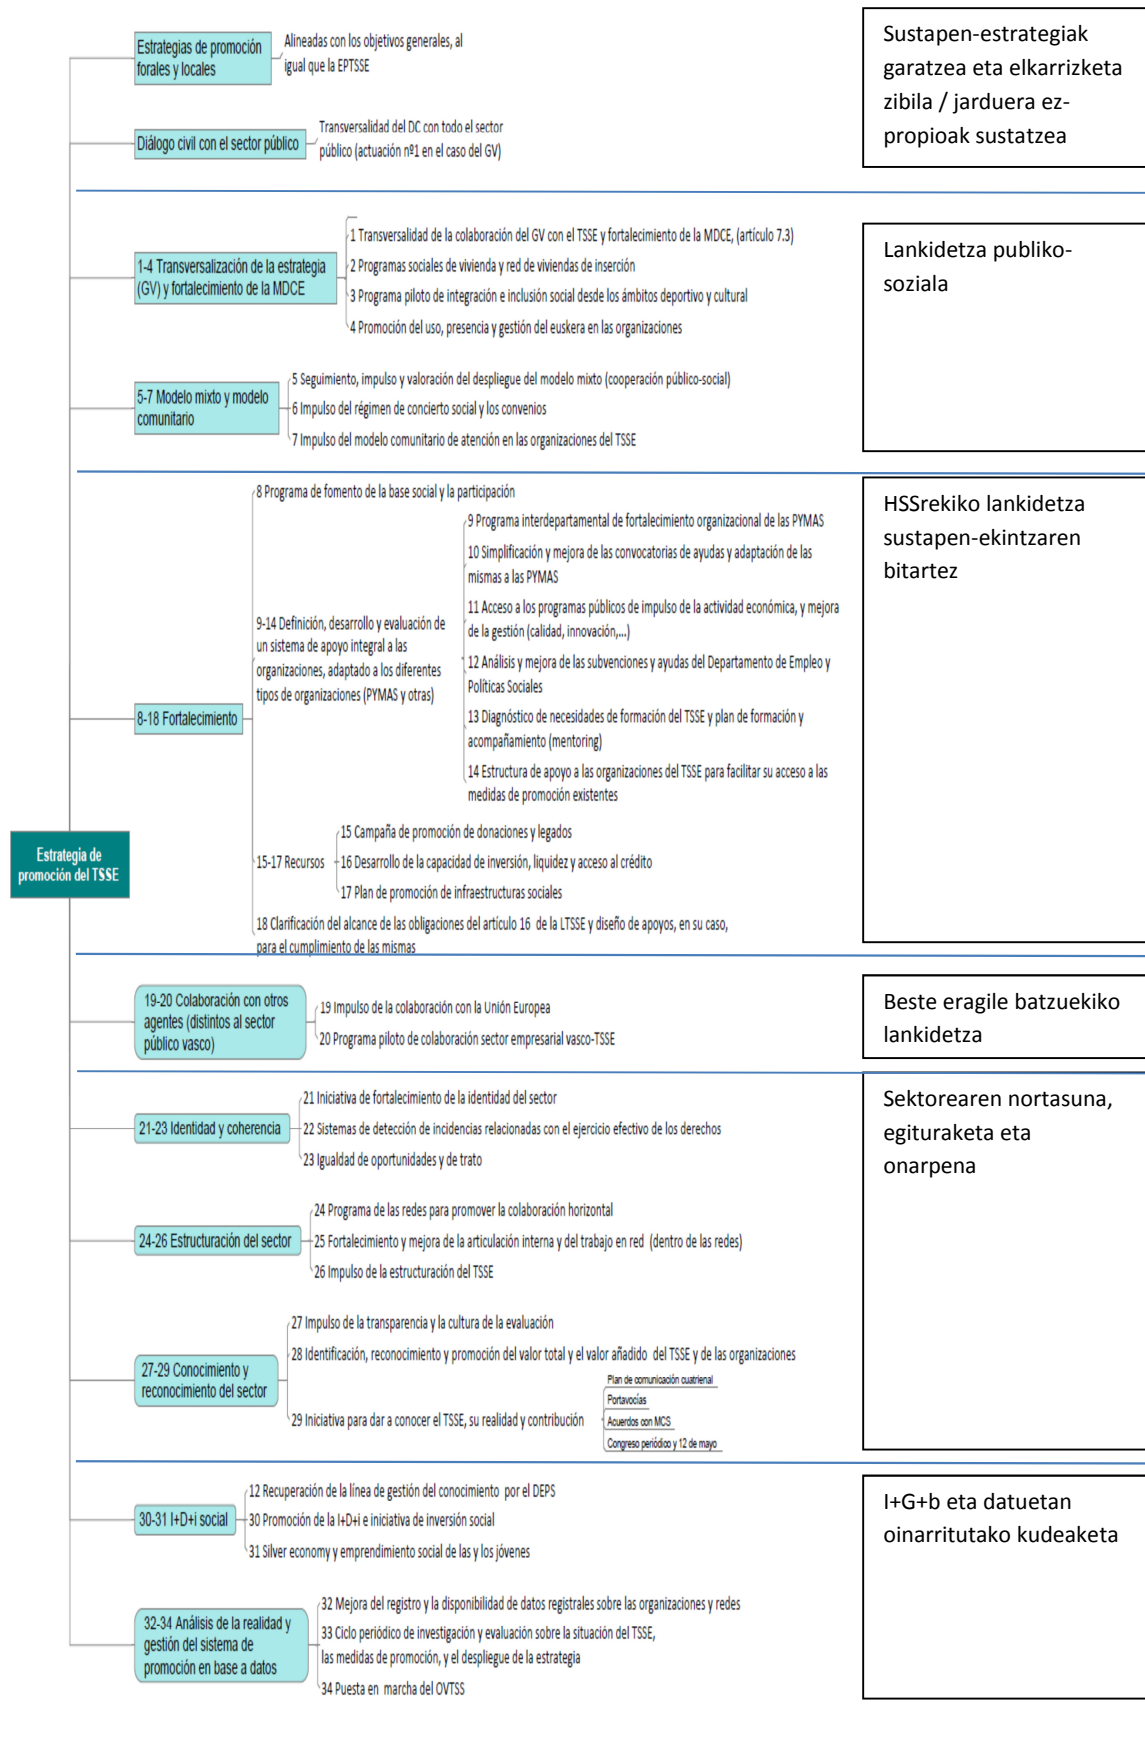 Estrategias de promoción
forales y locales
Alineadas con los objetivos generales, al
igual que la EPTSSE
Diálogo civil con el sector público
Transversalidad del DC con todo el sector
público (actuación nº1 en el caso del GV)
Sustapen-estrategiak
garatzea eta elkarrizketa
zibila / jarduera ez-
propioak sustatzea
1-4 Transversalización de la estrategia
(GV) y fortalecimiento de la MDCE
1 Transversalidad de la colaboración del GV con el TSSE y fortalecimiento de la MDCE, (artículo 7.3)
2 Programas sociales de vivienda y red de viviendas de inserción
3 Programa piloto de integración e inclusión social desde los ámbitos deportivo y cultural
4 Promoción del uso, presencia y gestión del euskera en las organizaciones
5-7 Modelo mixto y modelo
comunitario
5 Seguimiento, impulso y valoración del despliegue del modelo mixto (cooperación público-social)
6 Impulso del régimen de concierto social y los convenios
7 Impulso del modelo comunitario de atención en las organizaciones del TSSE
Lankidetza publiko-
soziala
8-18 Fortalecimiento
8 Programa de fomento de la base social y la participación
9-14 Definición, desarrollo y evaluación de
un sistema de apoyo integral a las
organizaciones, adaptado a los diferentes
tipos de organizaciones (PYMAS y otras)
9 Programa interdepartamental de fortalecimiento organizacional de las PYMAS
10 Simplificación y mejora de las convocatorias de ayudas y adaptación de las
mismas a las PYMAS
11 Acceso a los programas públicos de impulso de la actividad económica, y mejora
de la gestión (calidad, innovación,...)
12 Análisis y mejora de las subvenciones y ayudas del Departamento de Empleo y
Políticas Sociales
13 Diagnóstico de necesidades de formación del TSSE y plan de formación y
acompañamiento (mentoring)
14 Estructura de apoyo a las organizaciones del TSSE para facilitar su acceso a las
medidas de promoción existentes
15-17 Recursos
15 Campaña de promoción de donaciones y legados
16 Desarrollo de la capacidad de inversión, liquidez y acceso al crédito
17 Plan de promoción de infraestructuras sociales
18 Clarificación del alcance de las obligaciones del artículo 16 de la LTSSE y diseño de apoyos, en su caso,
para el cumplimiento de las mismas
HSSrekiko lankidetza
sustapen-ekintzaren
bitartez
Estrategia de
promoción del TSSE
19-20 Colaboración con otros
agentes (distintos al sector
público vasco)
19 Impulso de la colaboración con la Unión Europea
20 Programa piloto de colaboración sector empresarial vasco-TSSE
Beste eragile batzuekiko
lankidetza
21-23 Identidad y coherencia
21 Iniciativa de fortalecimiento de la identidad del sector
22 Sistemas de detección de incidencias relacionadas con el ejercicio efectivo de los derechos
23 Igualdad de oportunidades y de trato
24-26 Estructuración del sector
24 Programa de las redes para promover la colaboración horizontal
25 Fortalecimiento y mejora de la articulación interna y del trabajo en red (dentro de las redes)
26 Impulso de la estructuración del TSSE
27-29 Conocimiento y
reconocimiento del sector
27 Impulso de la transparencia y la cultura de la evaluación
28 Identificación, reconocimiento y promoción del valor total y el valor añadido del TSSE y de las organizaciones
29 Iniciativa para dar a conocer el TSSE, su realidad y contribución
Plan de comunicación cuatrienal
Portavocías
Acuerdos con MCS
Congreso periódico y 12 de mayo
Sektorearen nortasuna,
egituraketa eta
onarpena
30-31 I+D+i social
12 Recuperación de la línea de gestión del conocimiento por el DEPS
30 Promoción de la I+D+i e iniciativa de inversión social
31 Silver economy y emprendimiento social de las y los jóvenes
32-34 Análisis de la realidad y
gestión del sistema de
promoción en base a datos
32 Mejora del registro y la disponibilidad de datos registrales sobre las organizaciones y redes
33 Ciclo periódico de investigación y evaluación sobre la situación del TSSE,
las medidas de promoción, y el despliegue de la estrategia
34 Puesta en marcha del OVTSS
I+G+b eta datuetan
oinarritutako kudeaketa